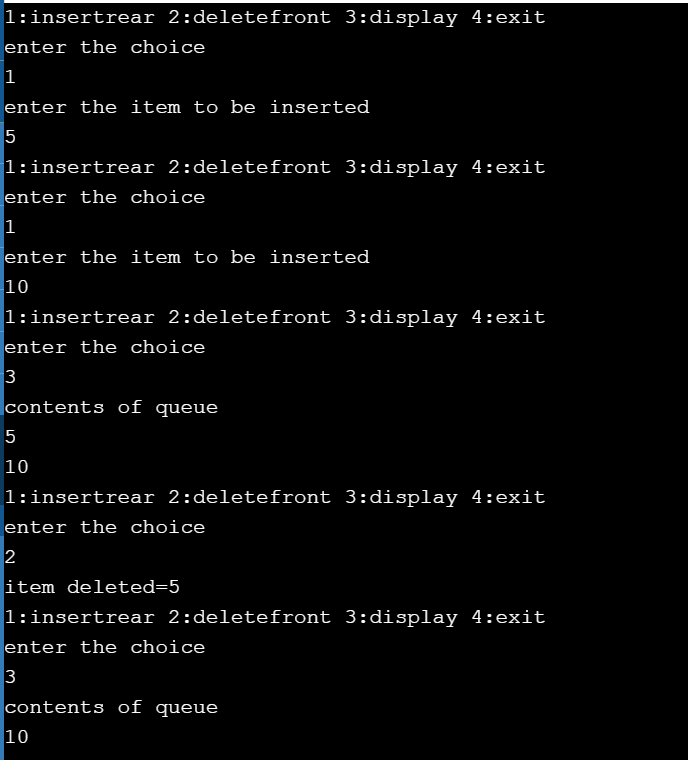 1:insertrear 2:deletefront 3:display 4:exit
enter the choice
1
enter the item to be inserted
5
1:insertrear 2:deletefront 3:display 4:exit
enter the choice
1
enter the item to be inserted
10
1:insertrear 2:deletefront 3:display 4:exit
enter the choice
3
contents of queue
5
10
1:insertrear 2:deletefront 3:display 4:exit
enter the choice
2
item deleted=5
1:insertrear 2:deletefront 3:display 4:exit
enter the choice
3
contents of queue
10